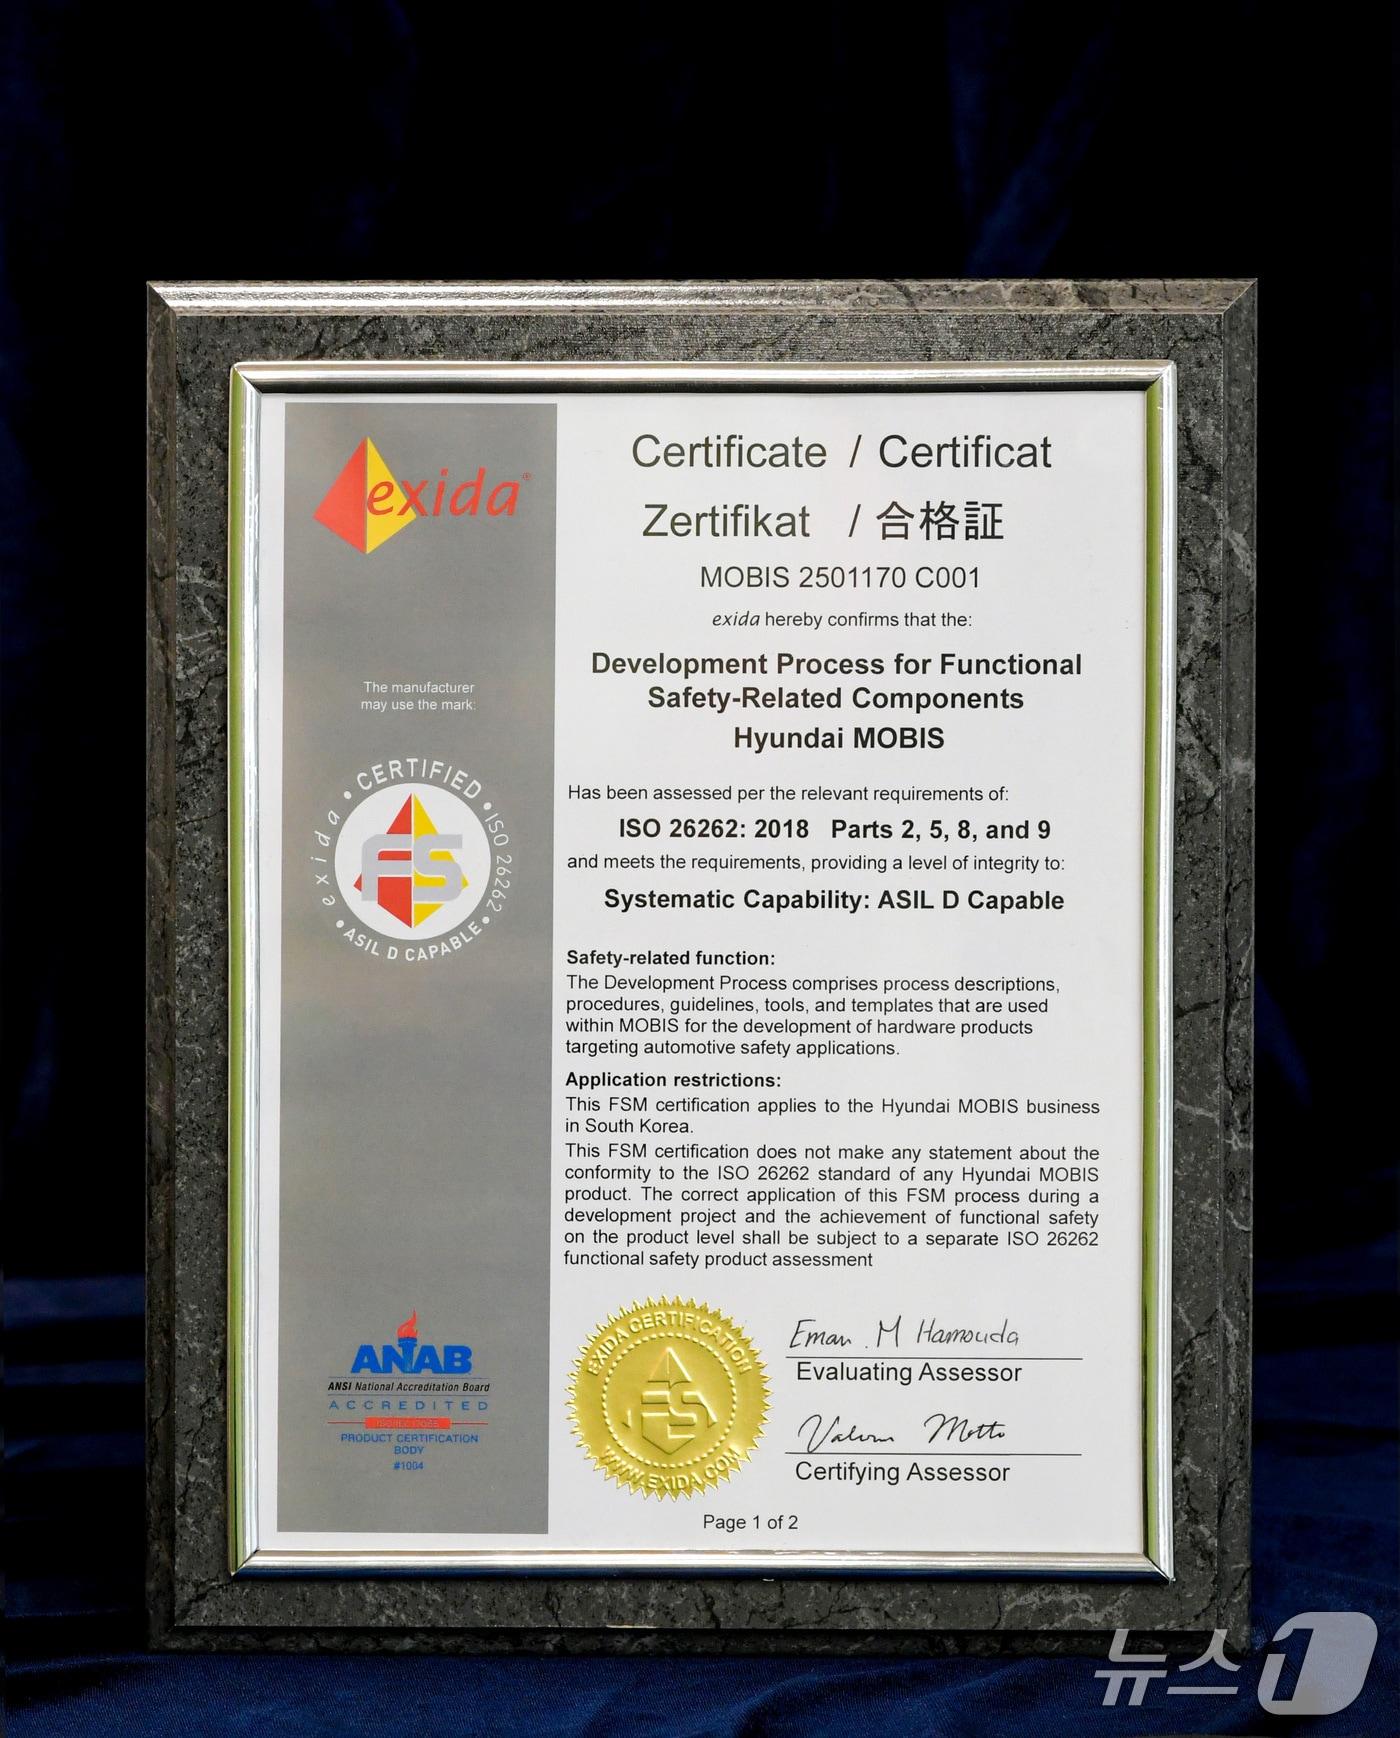 exida®
The manufacturer
may use the mark:
exida • CERTIFIED • ISO 26262 • ASIL D CAPABLE •
FS
ANAB
ANSI National Accreditation Board
ACCREDITED
ISO/IEC 17065
PRODUCT CERTIFICATION
BODY
#1004
Certificate / Certificat
Zertifikat / 合格証
MOBIS 2501170 C001
exida hereby confirms that the:
Development Process for Functional
Safety-Related Components
Hyundai MOBIS
Has been assessed per the relevant requirements of:
ISO 26262: 2018 Parts 2, 5, 8, and 9
and meets the requirements, providing a level of integrity to:
Systematic Capability: ASIL D Capable
Safety-related function:
The Development Process comprises process descriptions,
procedures, guidelines, tools, and templates that are used
within MOBIS for the development of hardware products
targeting automotive safety applications.
Application restrictions:
This FSM certification applies to the Hyundai MOBIS business
in South Korea.
This FSM certification does not make any statement about the
conformity to the ISO 26262 standard of any Hyundai MOBIS
product. The correct application of this FSM process during a
development project and the achievement of functional safety
on the product level shall be subject to a separate ISO 26262
functional safety product assessment
EXIDA CERTIFICATION
FS
WWW.EXIDA.COM
Eman M Hamouda
Evaluating Assessor
Certifying Assessor
Page 1 of 2
뉴스1